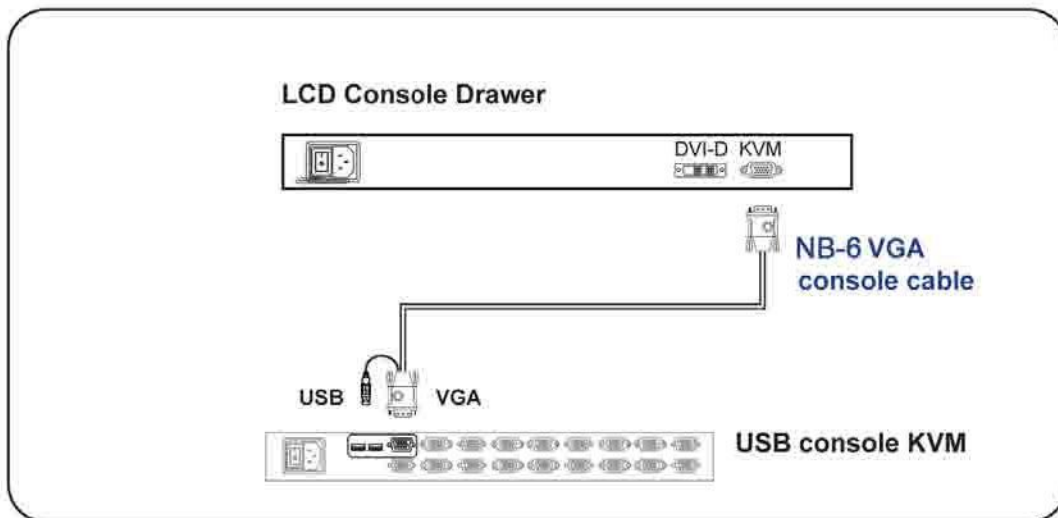 LCD Console Drawer
DVI-D KVM
NB-6 VGA
console cable
USB VGA
USB console KVM